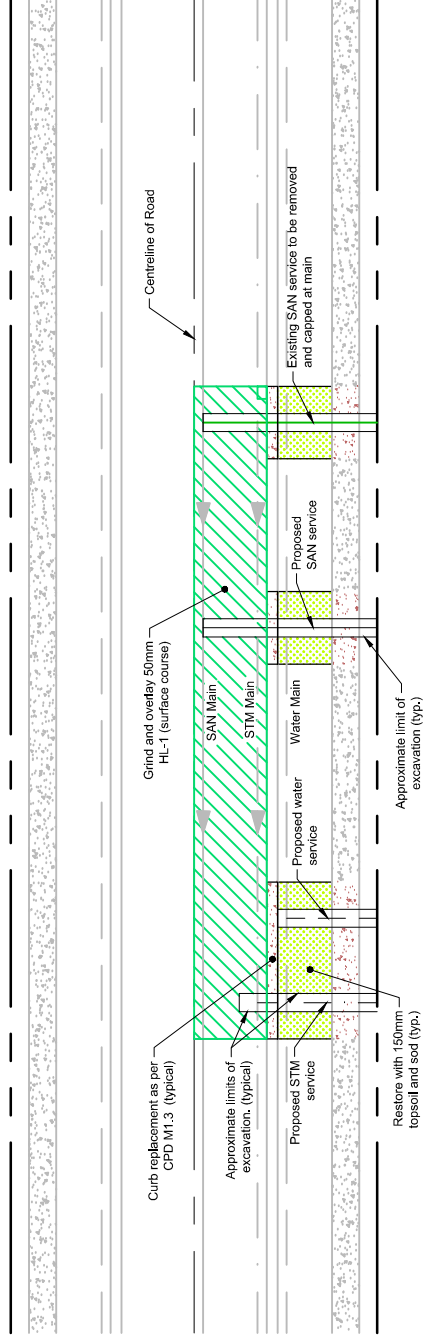 Centreline of Road
Grind and overlay 50mm
HL-1 (surface course)
Existing SAN service to be removed
and capped at main
SAN Main
STM Main
Water Main
Proposed
SAN service
Proposed water
service
Approximate limit of
excavation (typ.)
Curb replacement as per
CPD M1.3 (typical)
Approximate limits of
excavation. (typical)
Proposed STM
service
Restore with 150mm
topsoil and sod (typ.)